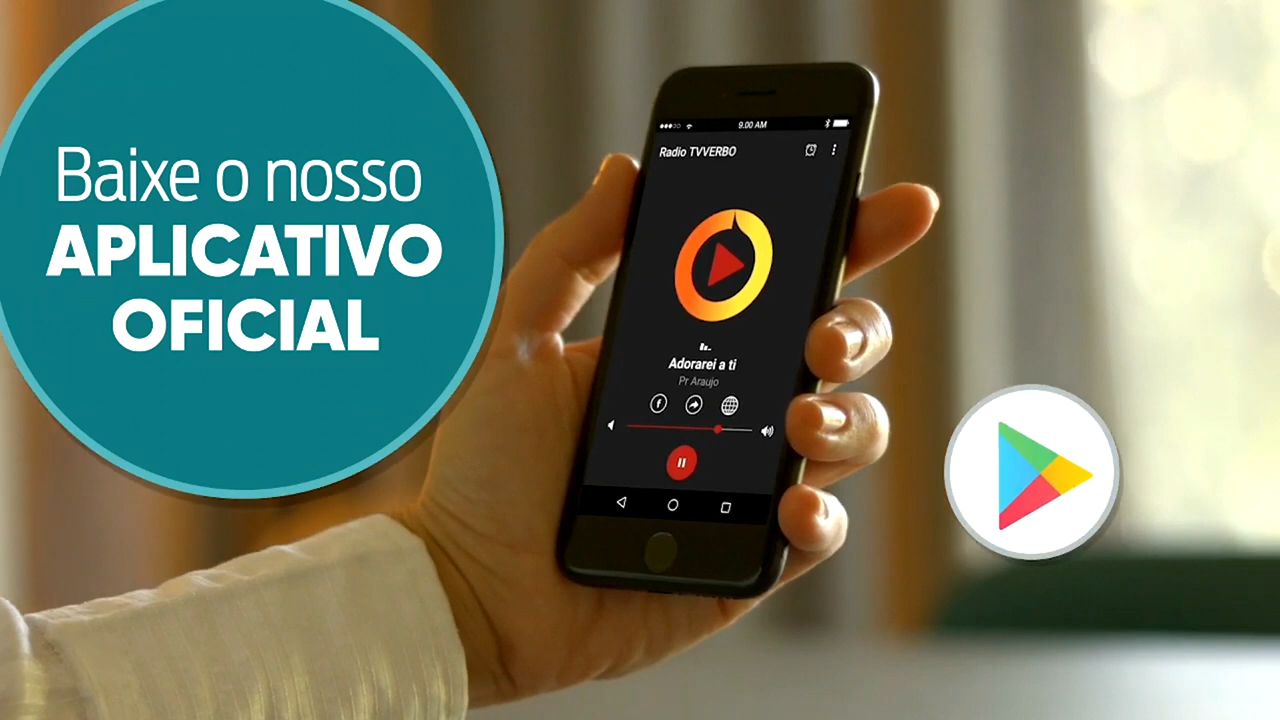 Baixe o nosso
APLICATIVO
OFICIAL
9.00 AM
Radio TVVERBO
Adorarei a ti
Pr Araujo